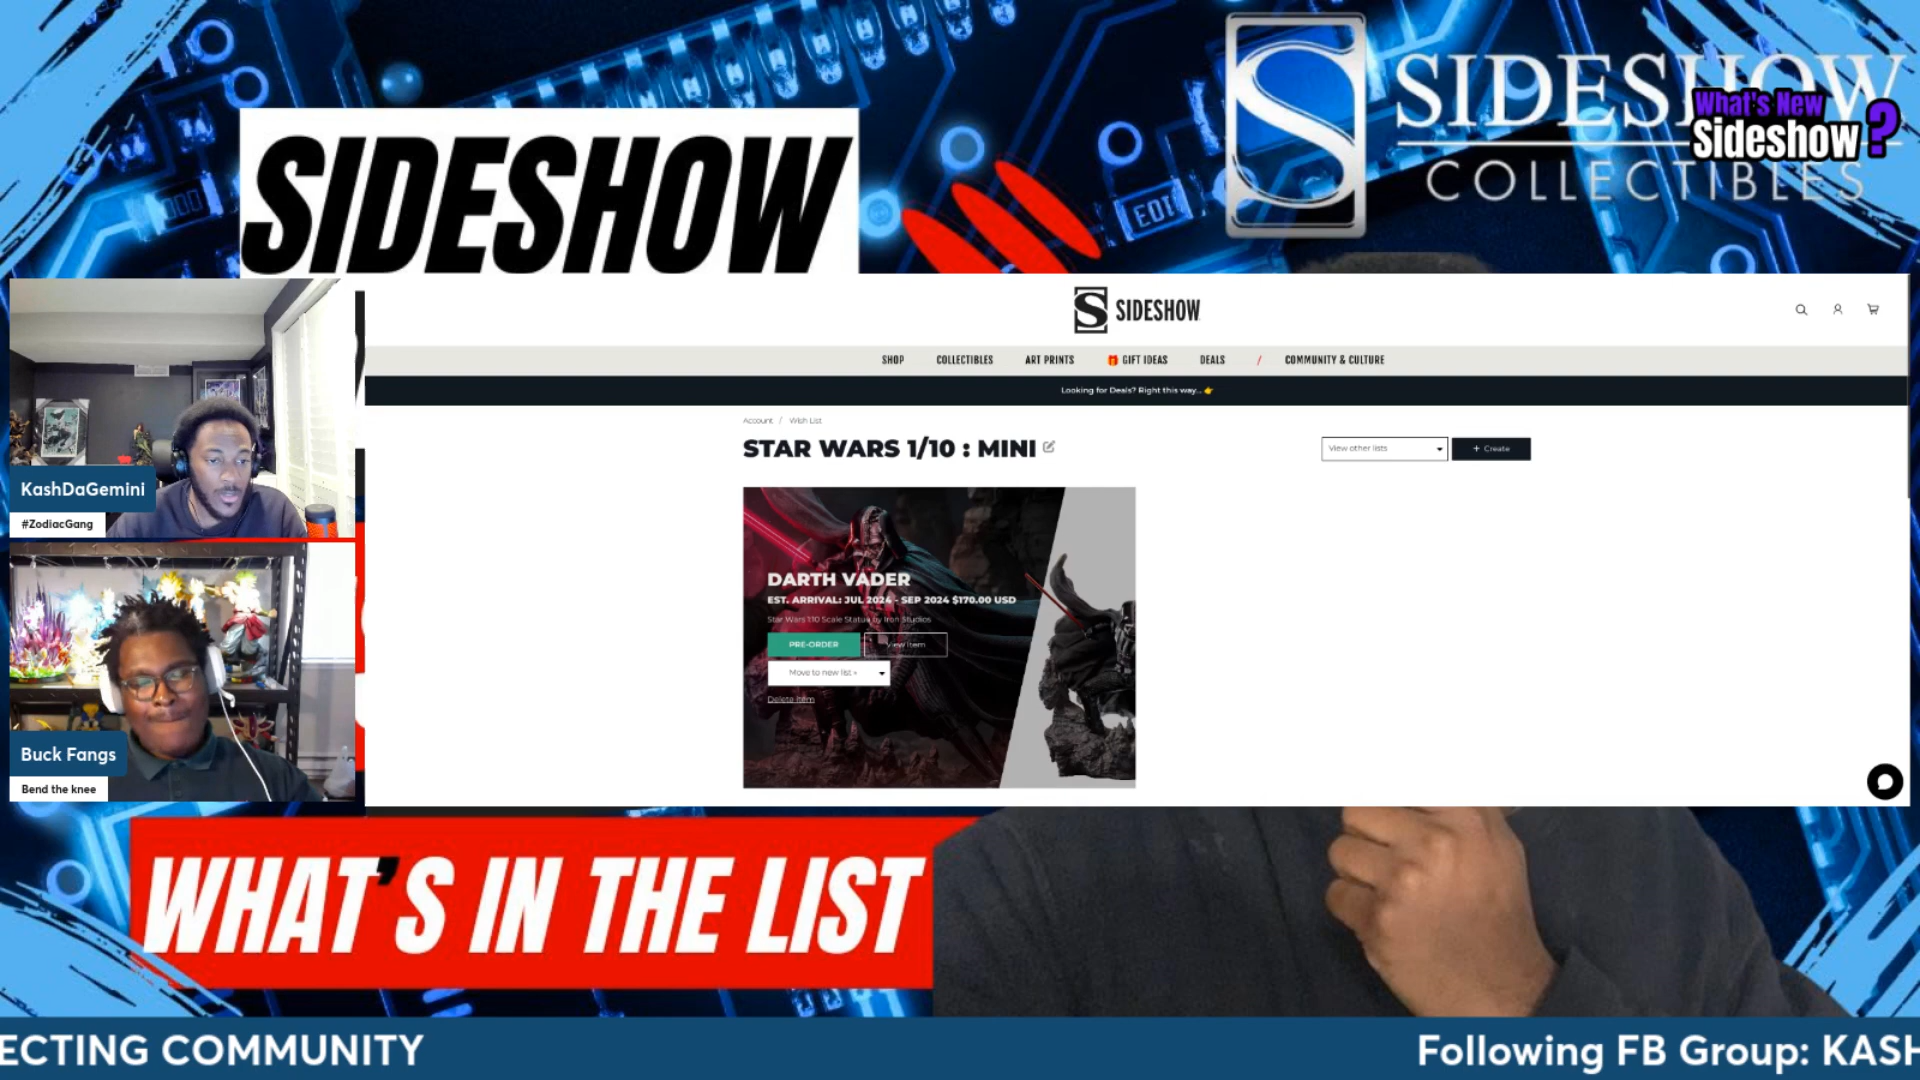 SIDESHOW
SIDESHOW
COLLECTIBLES
What's New
Sideshow ?
EDI
SIDESHOW
SHOP
COLLECTIBLES
ART PRINTS
GIFT IDEAS
DEALS
/
COMMUNITY & CULTURE
Looking for Deals? Right this way...
Account / Wish List
STAR WARS 1/10 : MINI
View other lists
+ Create
DARTH VADER
EST. ARRIVAL: JUL 2024 - SEP 2024 $170.00 USD
Star Wars 1:10 Scale Statue by Iron Studios
PRE-ORDER
View Item
Move to new list »
Delete Item
KashDaGemini
#ZodiacGang
Buck Fangs
Bend the knee
WHAT'S IN THE LIST
ECTING COMMUNITY
Following FB Group: KASH